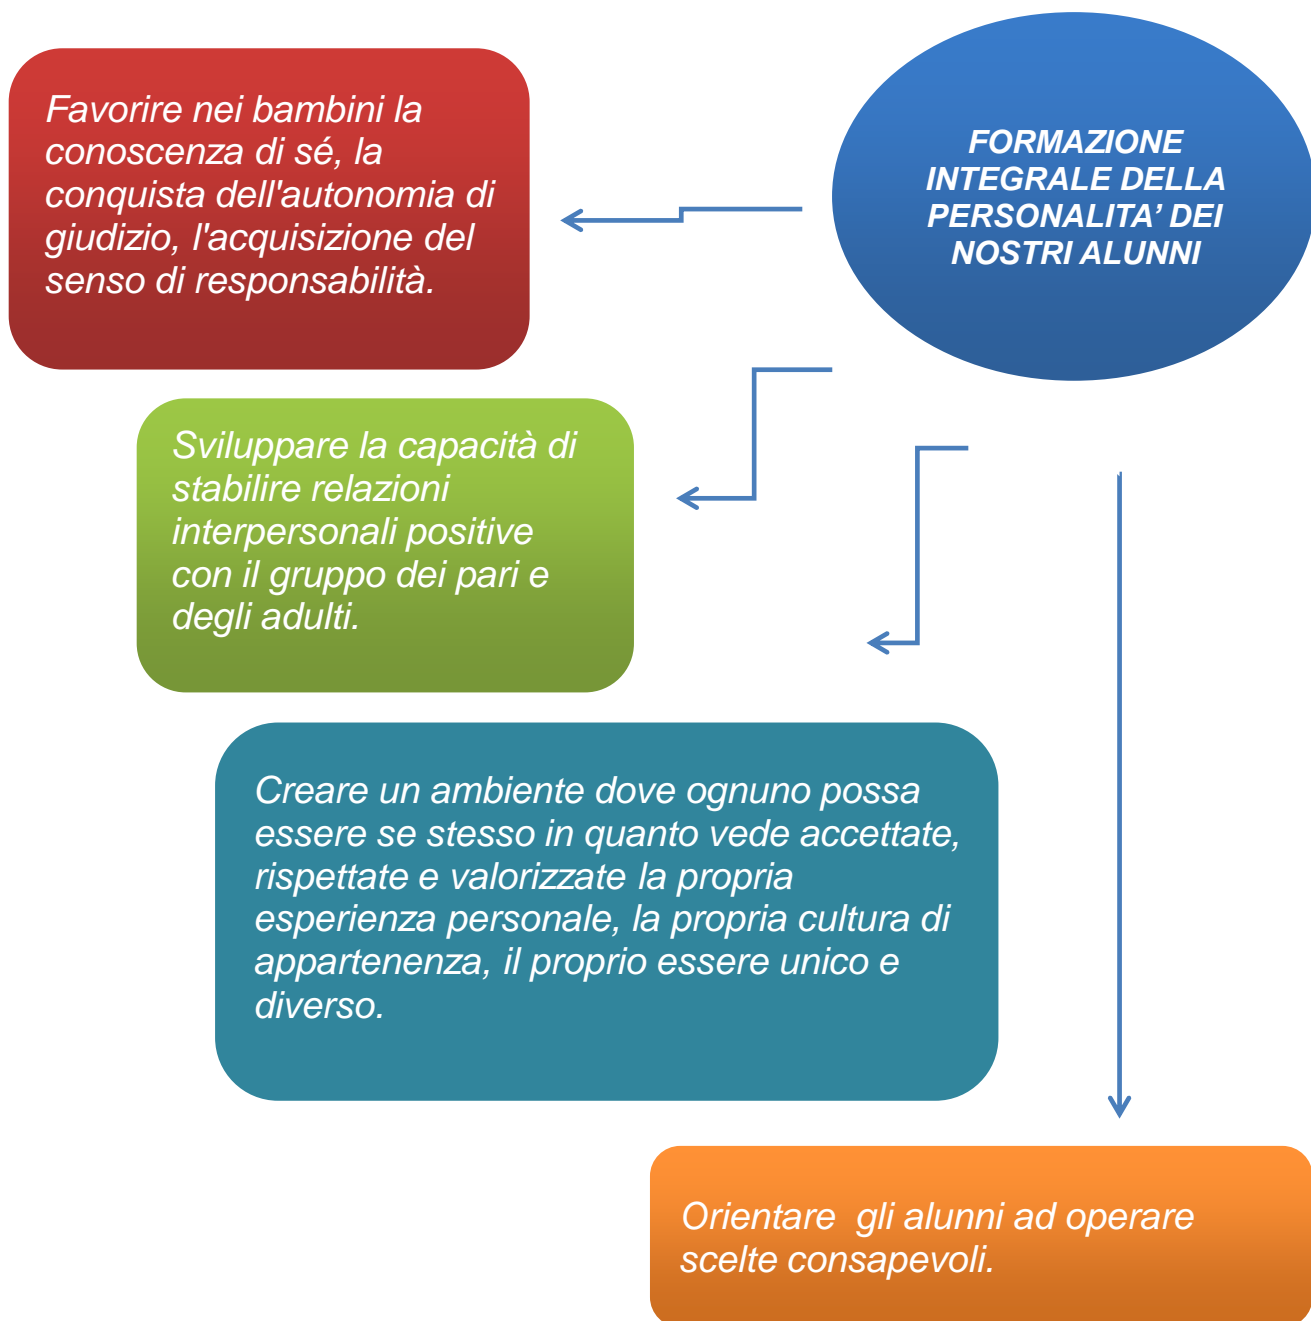 FORMAZIONE
INTEGRALE DELLA
PERSONALITA’ DEI
NOSTRI ALUNNI
Favorire nei bambini la
conoscenza di sé, la
conquista dell'autonomia di
giudizio, l'acquisizione del
senso di responsabilità.
Sviluppare la capacità di
stabilire relazioni
interpersonali positive
con il gruppo dei pari e
degli adulti.
Creare un ambiente dove ognuno possa
essere se stesso in quanto vede accettate,
rispettate e valorizzate la propria
esperienza personale, la propria cultura di
appartenenza, il proprio essere unico e
diverso.
Orientare  gli alunni ad operare
scelte consapevoli.